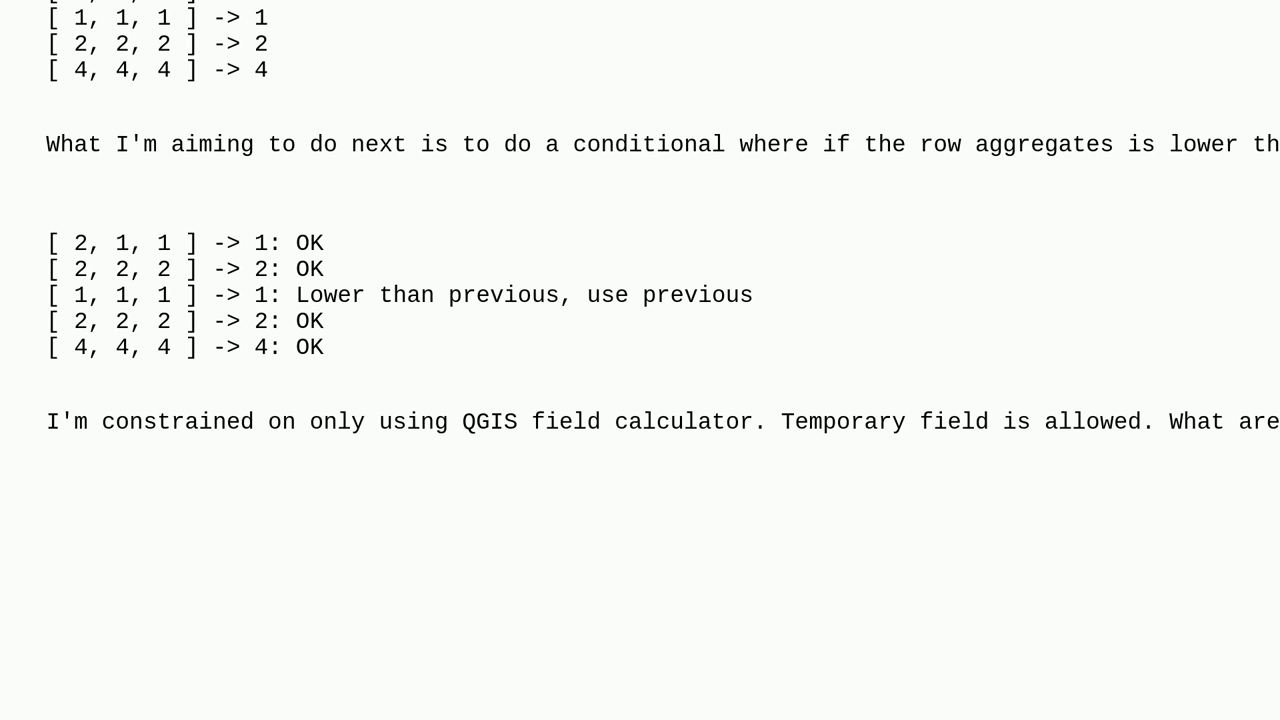 [ 1, 1, 1 ] -> 1
[ 2, 2, 2 ] -> 2
[ 4, 4, 4 ] -> 4
What I'm aiming to do next is to do a conditional where if the row aggregates is lower th
[ 2, 1, 1 ] -> 1: OK
[ 2, 2, 2 ] -> 2: OK
[ 1, 1, 1 ] -> 1: Lower than previous, use previous
[ 2, 2, 2 ] -> 2: OK
[ 4, 4, 4 ] -> 4: OK
I'm constrained on only using QGIS field calculator. Temporary field is allowed. What are